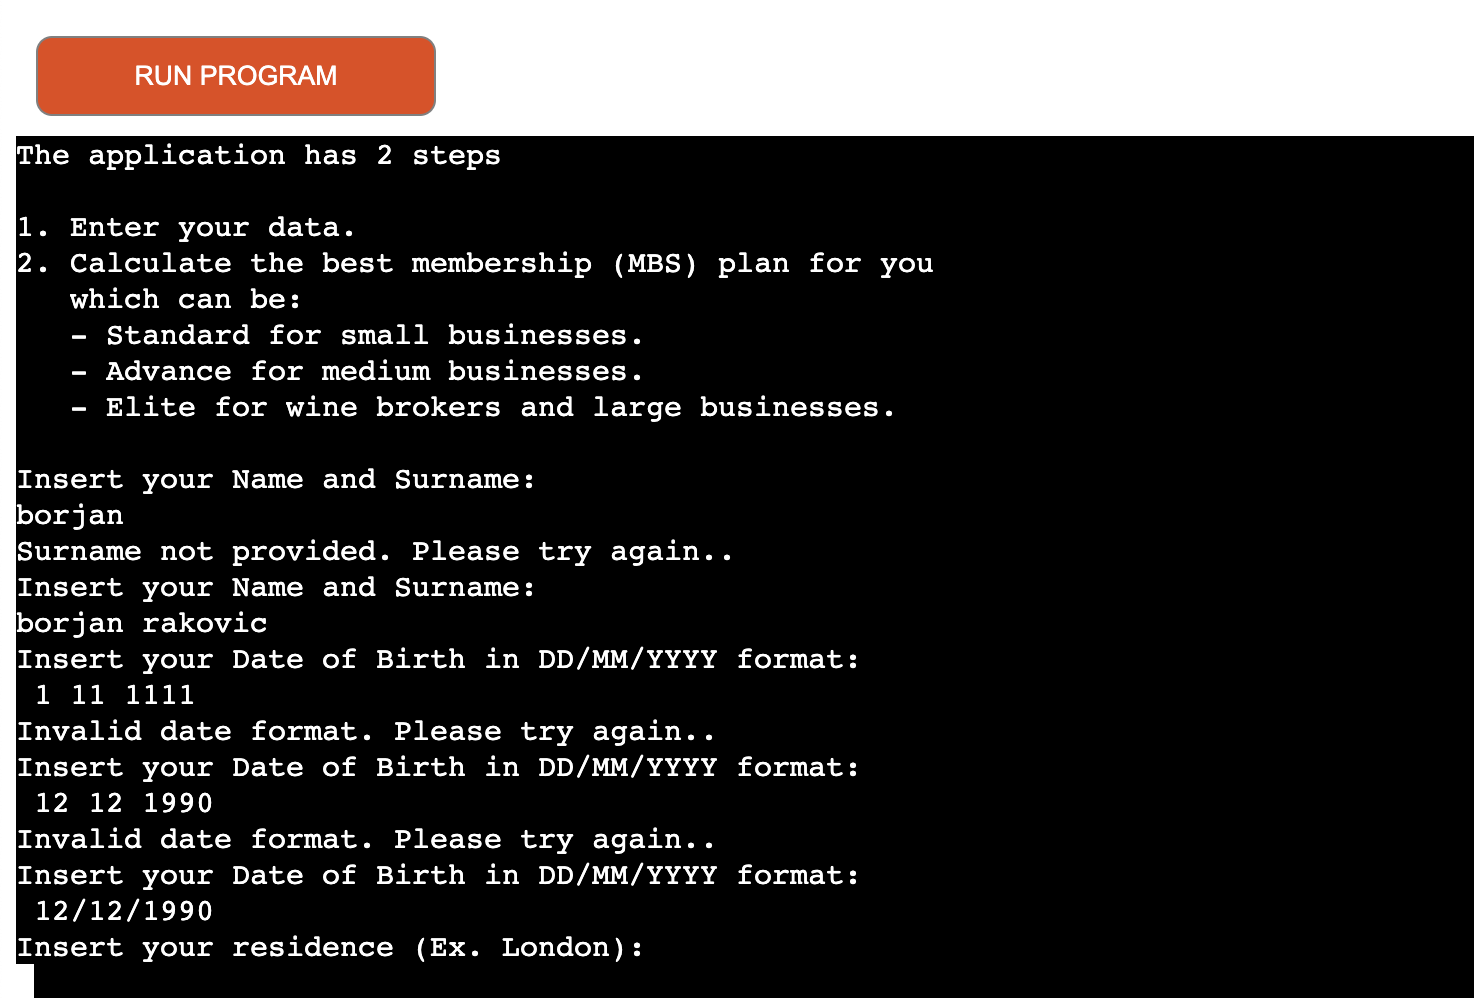 RUN PROGRAM
The application has 2 steps
1. Enter your data.
2. Calculate the best membership (MBS) plan for you
which can be:
- Standard for small businesses.
- Advance for medium businesses.
- Elite for wine brokers and large businesses.
Insert your Name and Surname:
borjan
Surname not provided. Please try again..
Insert your Name and Surname:
borjan rakovic
Insert your Date of Birth in DD/MM/YYYY format:
1 11 1111
Invalid date format. Please try again..
Insert your Date of Birth in DD/MM/YYYY format:
12 12 1990
Invalid date format. Please try again..
Insert your Date of Birth in DD/MM/YYYY format:
12/12/1990
Insert your residence (Ex. London):